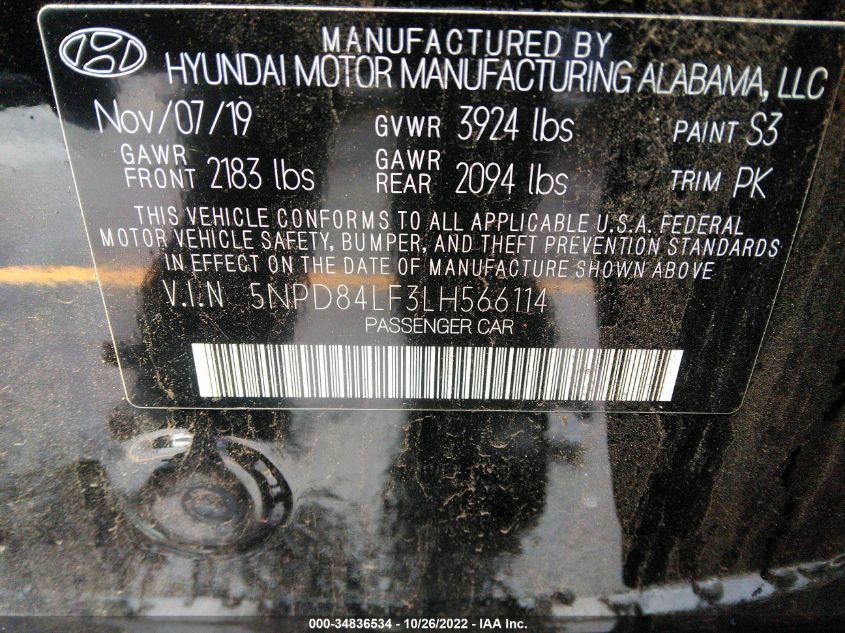 MANUFACTURED BY
HYUNDAI MOTOR MANUFACTURING ALABAMA, LLC
Nov/07/19 GVWR 3924 lbs PAINT S3
GAWR FRONT 2183 lbs GAWR REAR 2094 lbs TRIM PK
THIS VEHICLE CONFORMS TO ALL APPLICABLE U.S.A. FEDERAL
MOTOR VEHICLE SAFETY, BUMPER, AND THEFT PREVENTION STANDARDS
IN EFFECT ON THE DATE OF MANUFACTURE SHOWN ABOVE
V.I.N 5NPD84LF3LH566114
PASSENGER CAR
000-34836534 - 10/26/2022 - IAA Inc.